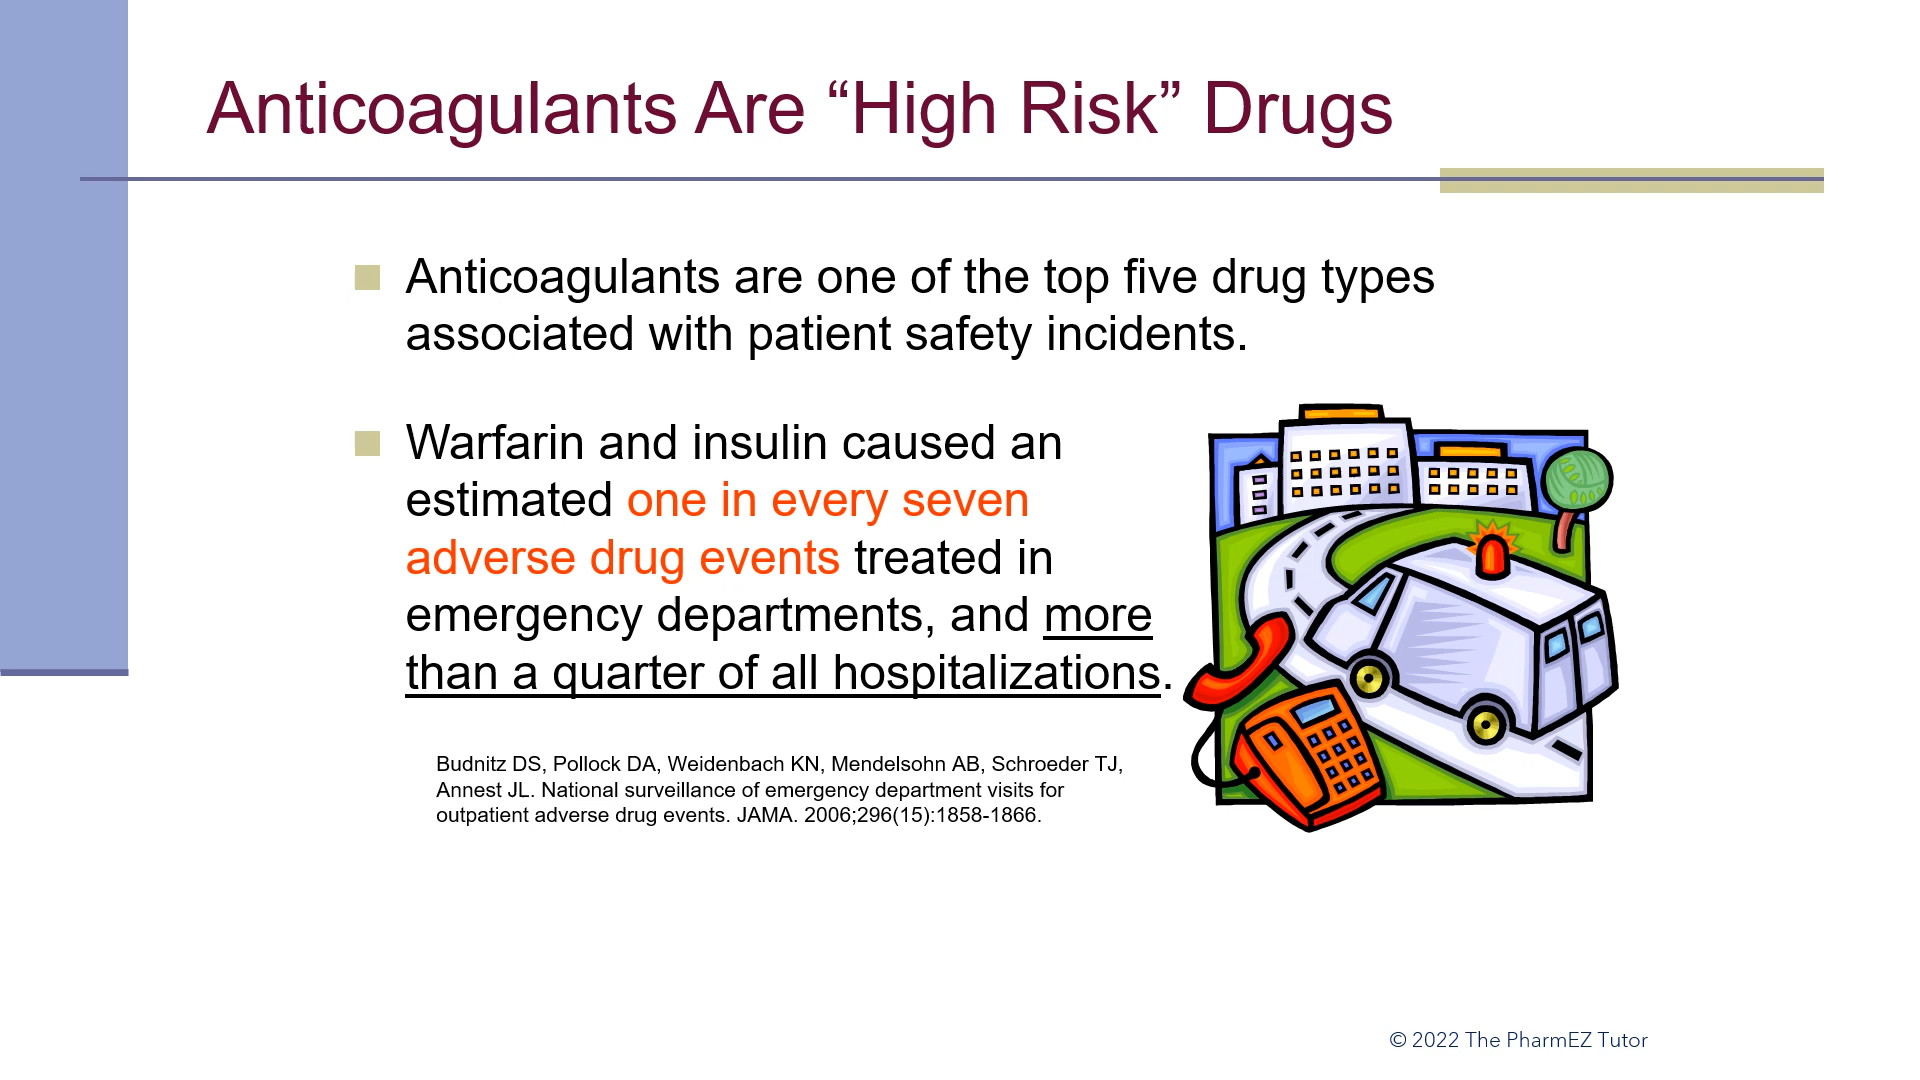 Anticoagulants Are “High Risk” Drugs
Anticoagulants are one of the top five drug types
associated with patient safety incidents.
Warfarin and insulin caused an
estimated one in every seven
adverse drug events treated in
emergency departments, and more
than a quarter of all hospitalizations.
Budnitz DS, Pollock DA, Weidenbach KN, Mendelsohn AB, Schroeder TJ,
Annest JL. National surveillance of emergency department visits for
outpatient adverse drug events. JAMA. 2006;296(15):1858-1866.
© 2022 The PharmEZ Tutor